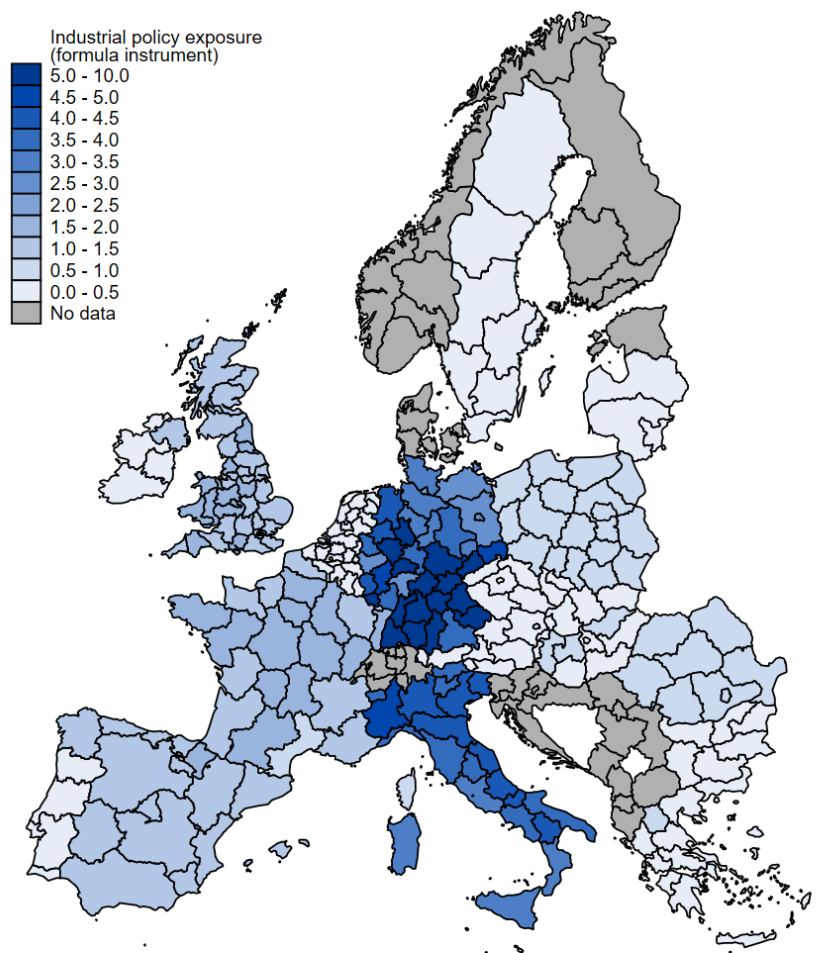 Industrial policy exposure
(formula instrument)
5.0 - 10.0
4.5 - 5.0
4.0 - 4.5
3.5 - 4.0
3.0 - 3.5
2.5 - 3.0
2.0 - 2.5
1.5 - 2.0
1.0 - 1.5
0.5 - 1.0
0.0 - 0.5
No data